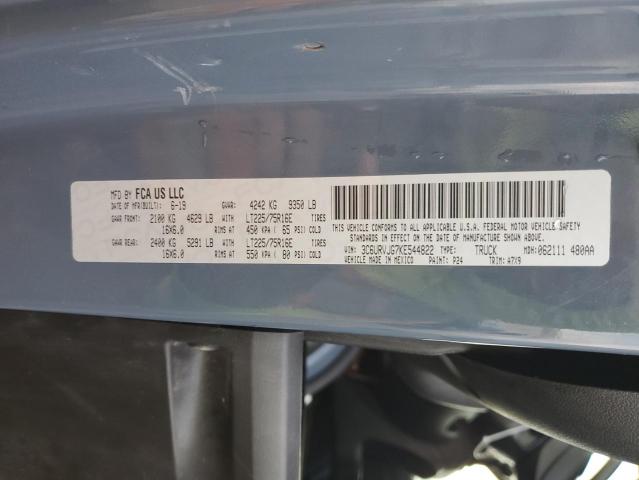 MFD BY FCA US LLC
DATE OF MFR(BUILT): 6-19 GVWR: 4242 KG 9350 LB
GAWR FRONT: 2100 KG 4629 LB WITH LT225/75R16E TIRES
16X6.0 RIMS AT 450 KPA ( 65 PSI) COLD
GAWR REAR: 2400 KG 5291 LB WITH LT225/75R16E TIRES
16X6.0 RIMS AT 550 KPA ( 80 PSI) COLD
THIS VEHICLE CONFORMS TO ALL APPLICABLE U.S.A. FEDERAL MOTOR VEHICLE
SAFETY STANDARDS IN EFFECT ON THE DATE OF MANUFACTURE SHOWN ABOVE.
VIN: 3C6URVJG7KE544822 TYPE: TRUCK MDH:062111 480AA
VEHICLE MADE IN MEXICO PAINT: P24 TRIM: A7X9